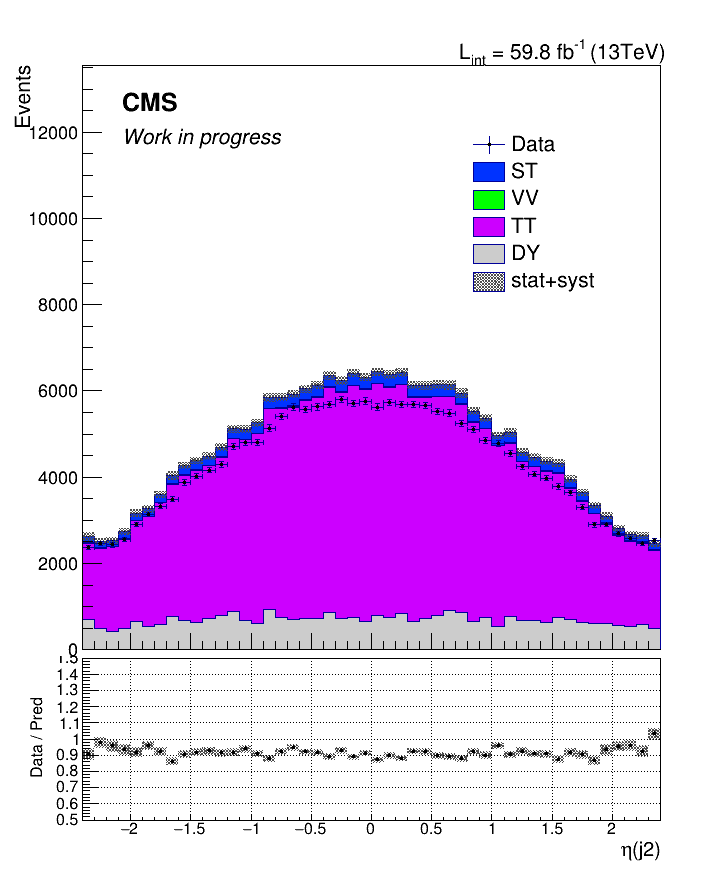 L_int = 59.8 fb^-1 (13TeV)
Events
CMS
Work in progress
Data
ST
VV
TT
DY
stat+syst
12000
10000
8000
6000
4000
2000
0
Data / Pred
1.5
1.4
1.3
1.2
1.1
1
0.9
0.8
0.7
0.6
0.5
−2 −1.5 −1 −0.5 0 0.5 1 1.5 2
η(j2)